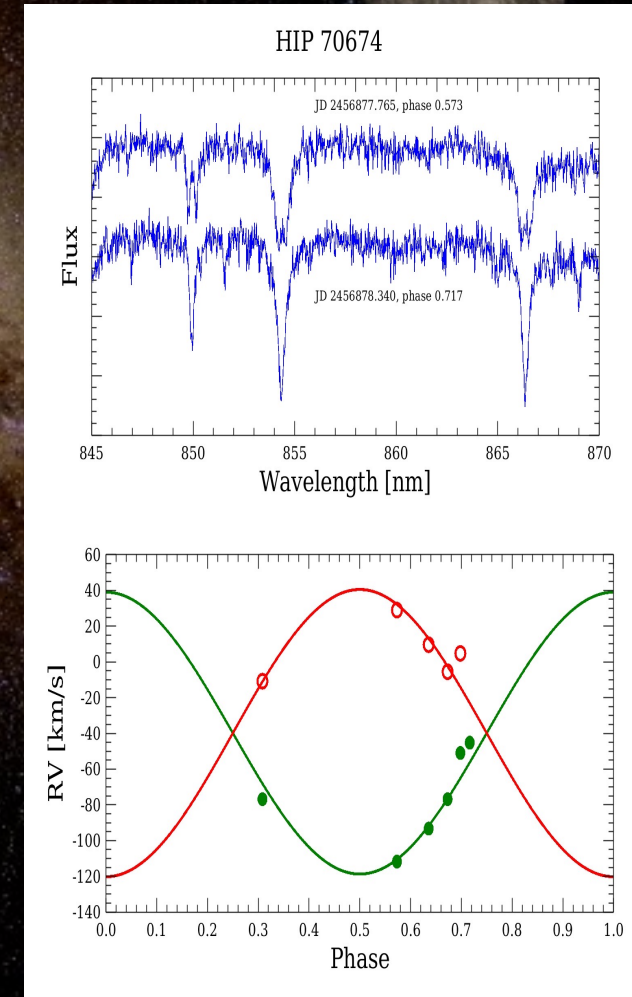 HIP 70674
JD 2456877.765, phase 0.573
Flux
JD 2456878.340, phase 0.717
845 850 855 860 865 870
Wavelength [nm]
60
40
20
0
-20
-40
-60
-80
-100
-120
-140
RV [km/s]
0.0 0.1 0.2 0.3 0.4 0.5 0.6 0.7 0.8 0.9 1.0
Phase